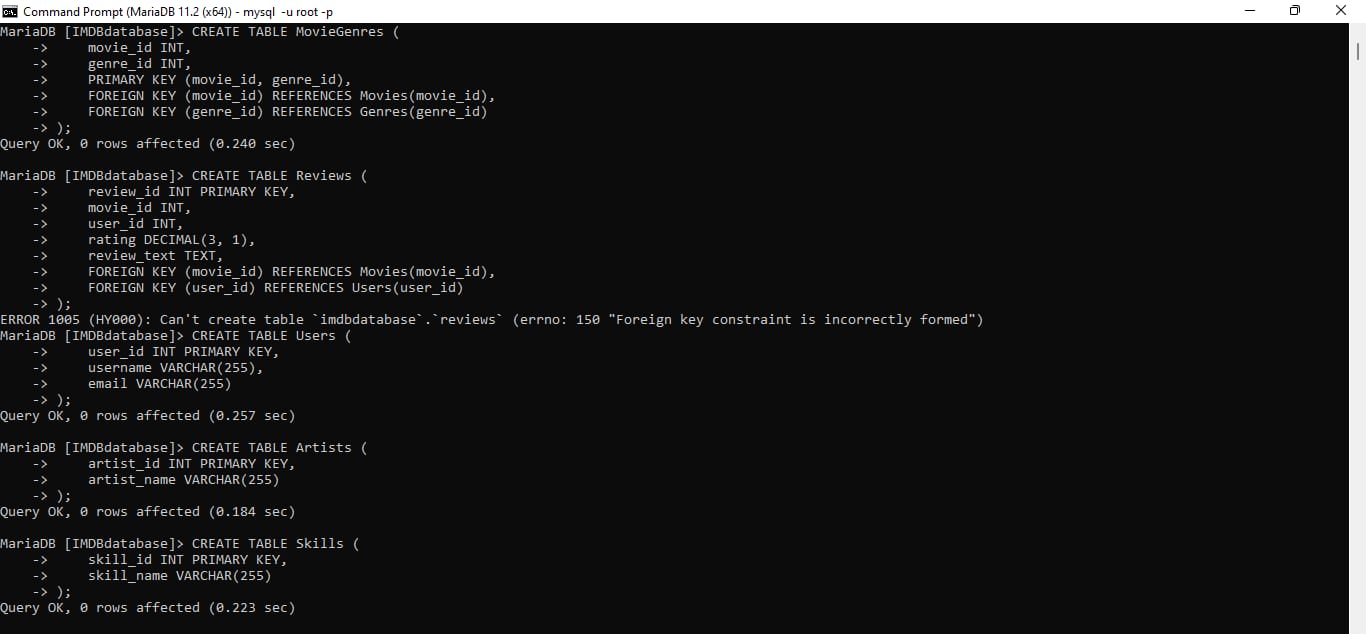 Command Prompt (MariaDB 11.2 (x64)) - mysql  -u root -p
MariaDB [IMDBdatabase]> CREATE TABLE MovieGenres (
    ->     movie_id INT,
    ->     genre_id INT,
    ->     PRIMARY KEY (movie_id, genre_id),
    ->     FOREIGN KEY (movie_id) REFERENCES Movies(movie_id),
    ->     FOREIGN KEY (genre_id) REFERENCES Genres(genre_id)
    -> );
Query OK, 0 rows affected (0.240 sec)

MariaDB [IMDBdatabase]> CREATE TABLE Reviews (
    ->     review_id INT PRIMARY KEY,
    ->     movie_id INT,
    ->     user_id INT,
    ->     rating DECIMAL(3, 1),
    ->     review_text TEXT,
    ->     FOREIGN KEY (movie_id) REFERENCES Movies(movie_id),
    ->     FOREIGN KEY (user_id) REFERENCES Users(user_id)
    -> );
ERROR 1005 (HY000): Can't create table `imdbdatabase`.`reviews` (errno: 150 "Foreign key constraint is incorrectly formed")
MariaDB [IMDBdatabase]> CREATE TABLE Users (
    ->     user_id INT PRIMARY KEY,
    ->     username VARCHAR(255),
    ->     email VARCHAR(255)
    -> );
Query OK, 0 rows affected (0.257 sec)

MariaDB [IMDBdatabase]> CREATE TABLE Artists (
    ->     artist_id INT PRIMARY KEY,
    ->     artist_name VARCHAR(255)
    -> );
Query OK, 0 rows affected (0.184 sec)

MariaDB [IMDBdatabase]> CREATE TABLE Skills (
    ->     skill_id INT PRIMARY KEY,
    ->     skill_name VARCHAR(255)
    -> );
Query OK, 0 rows affected (0.223 sec)